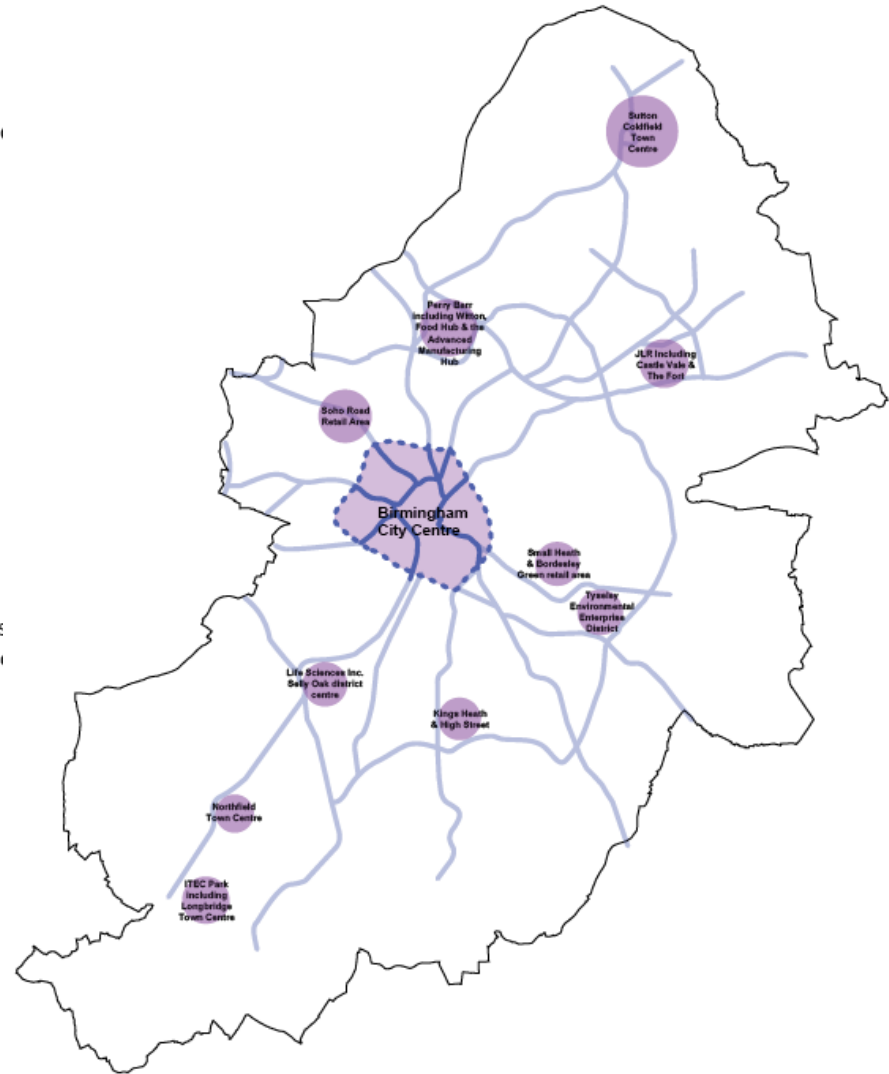 Sutton
Coldfield
Town
Centre
Perry Barr
including Witton,
Food Hub & the
Advanced
Manufacturing
Hub
JLR Including
Castle Vale &
The Fort
Soho Road
Retail Area
Birmingham
City Centre
Small Heath
& Bordesley
Green retail area
Tyseley
Environmental
Enterprise
District
Life Sciences Inc.
Selly Oak district
centre
Kings Heath
& High Street
Northfield
Town Centre
ITEC Park
including
Longbridge
Town Centre